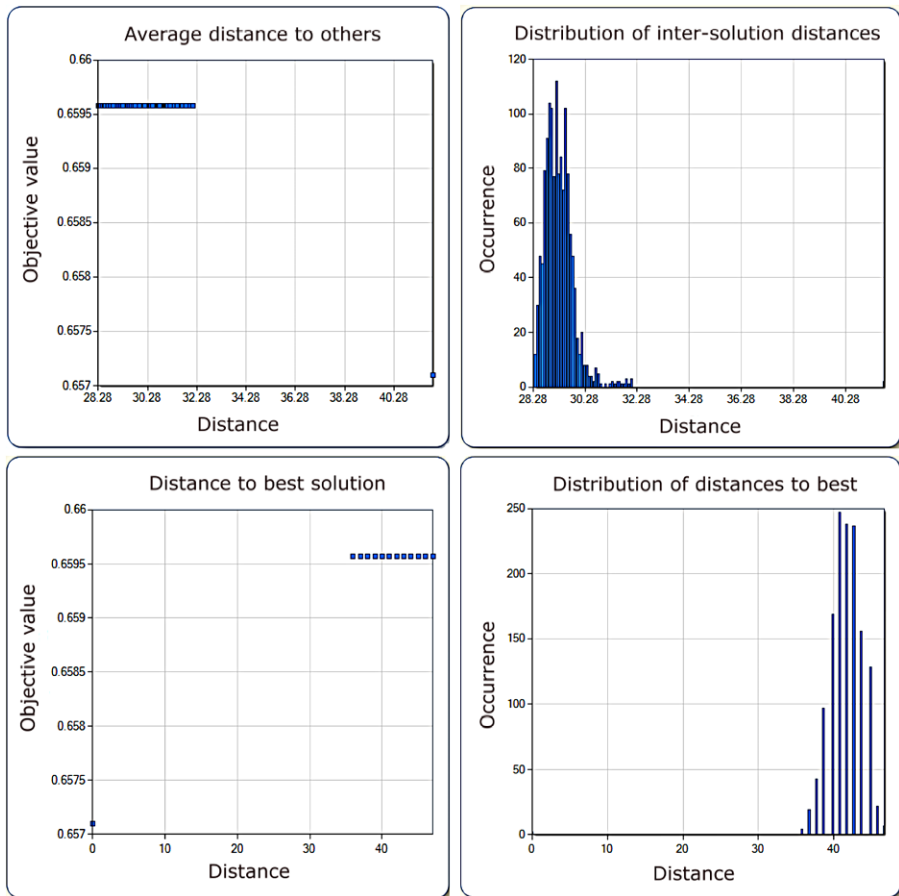 Average distance to others
0.66
0.6595
0.659
0.6585
0.658
0.6575
0.657
Objective value
28.28 30.28 32.28 34.28 36.28 38.28 40.28
Distance
Distribution of inter-solution distances
120
100
80
60
40
20
0
Occurrence
28.28 30.28 32.28 34.28 36.28 38.28 40.28
Distance
Distance to best solution
0.66
0.6595
0.659
0.6585
0.658
0.6575
0.657
Objective value
0 10 20 30 40
Distance
Distribution of distances to best
250
200
150
100
50
0
Occurrence
0 10 20 30 40
Distance